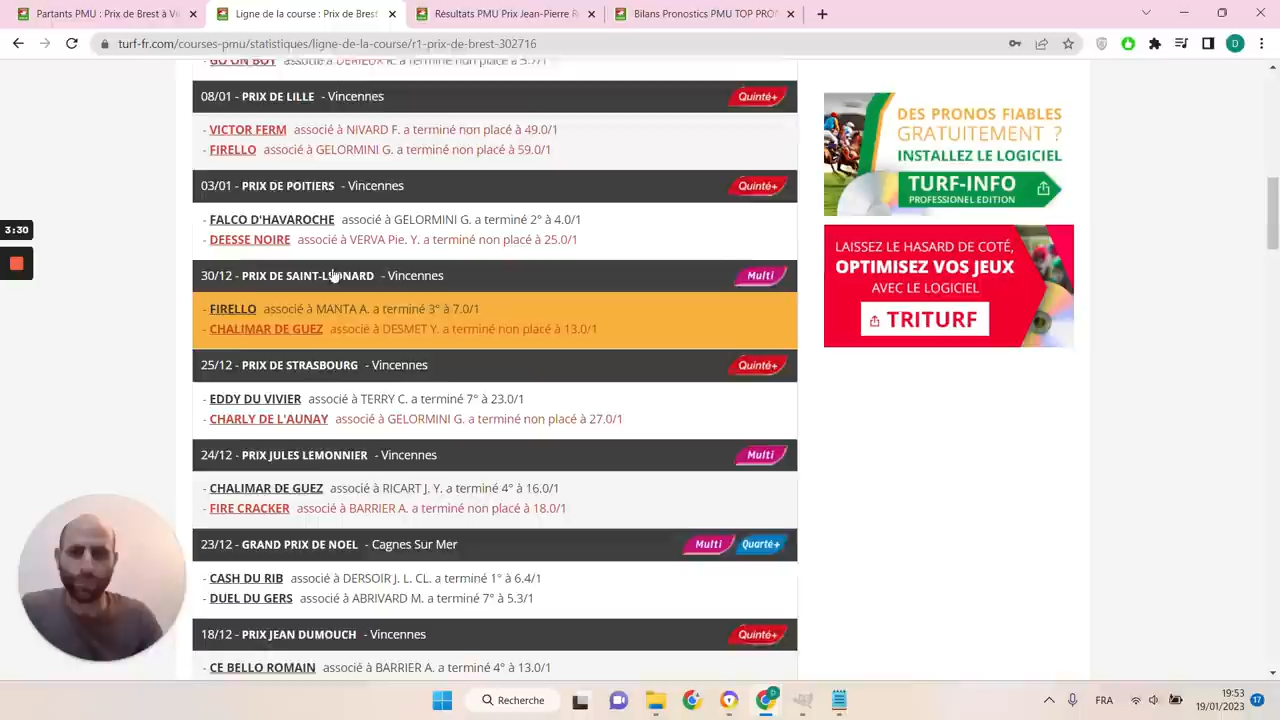 Partants PMU - Prix de Brest
Ligne de la course : Prix de Brest
Résultats PMU JEAN-PIERRE R
Bilans Pronostics PMU TOP PRO
turf-fr.com/courses-pmu/statistiques/ligne-de-la-course/r1-prix-de-brest-302716
D
08/01 - PRIX DE LILLE - Vincennes Quinté+
- VICTOR FERM associé à NIVARD F. a terminé non placé à 49.0/1
- FIRELLO associé à GELORMINI G. a terminé non placé à 59.0/1
03/01 - PRIX DE POITIERS - Vincennes Quinté+
- FALCO D'HAVAROCHE associé à GELORMINI G. a terminé 2° à 4.0/1
- DEESSE NOIRE associé à VERVA Pie. Y. a terminé non placé à 25.0/1
30/12 - PRIX DE SAINT-LÉONARD - Vincennes Multi
- FIRELLO associé à MANTA A. a terminé 3° à 7.0/1
- CHALIMAR DE GUEZ associé à DESMET Y. a terminé non placé à 13.0/1
25/12 - PRIX DE STRASBOURG - Vincennes Quinté+
- EDDY DU VIVIER associé à TERRY C. a terminé 7° à 23.0/1
- CHARLY DE L'AUNAY associé à GELORMINI G. a terminé non placé à 27.0/1
24/12 - PRIX JULES LEMONNIER - Vincennes Multi
- CHALIMAR DE GUEZ associé à RICART J. Y. a terminé 4° à 16.0/1
- FIRE CRACKER associé à BARRIER A. a terminé non placé à 18.0/1
23/12 - GRAND PRIX DE NOEL - Cagnes Sur Mer Multi Quarté+
- CASH DU RIB associé à DERSOIR J. L. CL. a terminé 1° à 6.4/1
- DUEL DU GERS associé à ABRIVARD M. a terminé 7° à 5.3/1
18/12 - PRIX JEAN DUMOUCH - Vincennes Quinté+
- CE BELLO ROMAIN associé à BARRIER A. a terminé 4° à 13.0/1
DES PRONOS FIABLES
GRATUITEMENT ?
INSTALLEZ LE LOGICIEL
TURF-INFO
PROFESSIONEL EDITION
LAISSEZ LE HASARD DE COTÉ,
OPTIMISEZ VOS JEUX
AVEC LE LOGICIEL
TRITURF
3:30
Recherche
FRA
19:53
19/01/2023
17